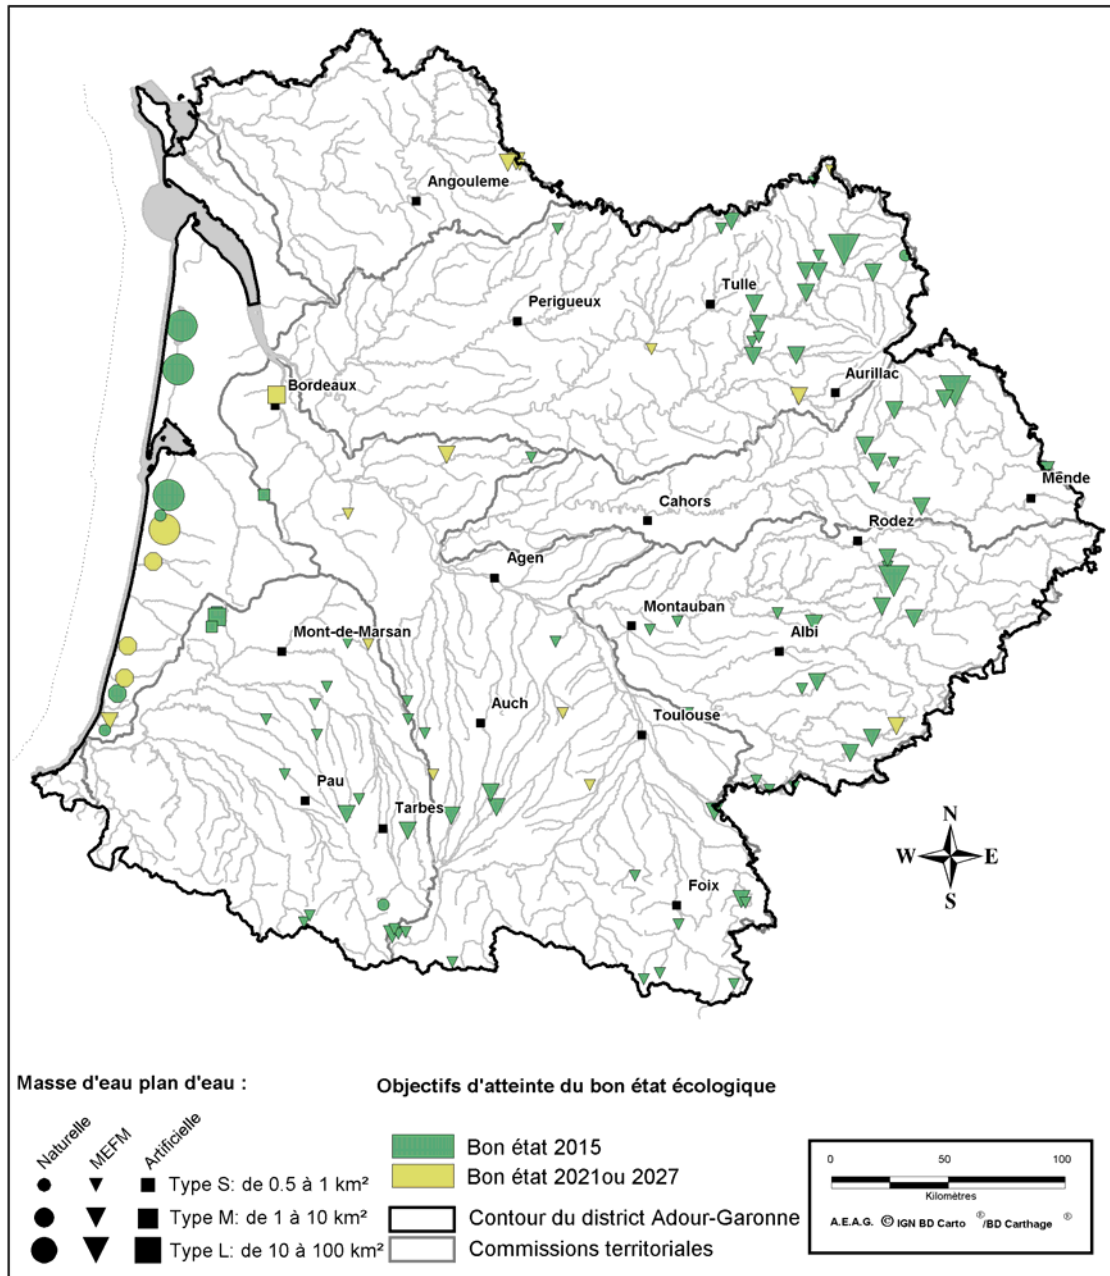 Angouleme
Perigueux
Tulle
Aurillac
Bordeaux
Mende
Cahors
Rodez
Agen
Montauban
Albi
Mont-de-Marsan
Auch
Toulouse
Pau
Tarbes
Foix
N
W
E
S
Masse d'eau plan d'eau :
Naturelle
MEFM
Artificielle
Type S: de 0.5 à 1 km²
Type M: de 1 à 10 km²
Type L: de 10 à 100 km²
Objectifs d'atteinte du bon état écologique
Bon état 2015
Bon état 2021ou 2027
Contour du district Adour-Garonne
Commissions territoriales
0 50 100
Kilomètres
A.E.A.G. © IGN BD Carto ® /BD Carthage ®